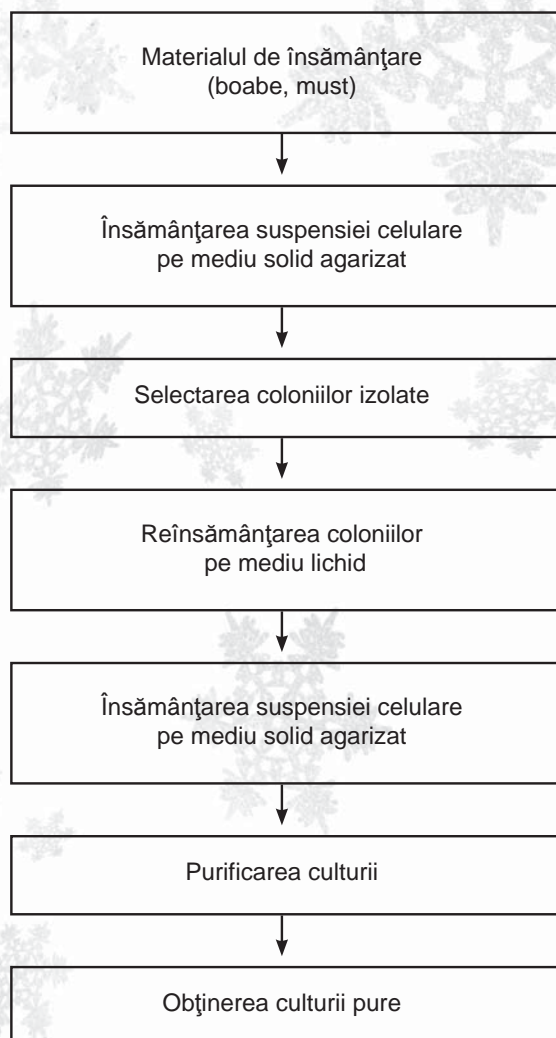 Materialul de însămânţare
(boabe, must)
Însămânţarea suspensiei celulare
pe mediu solid agarizat
Selectarea coloniilor izolate
Reînsămânţarea coloniilor
pe mediu lichid
Însămânţarea suspensiei celulare
pe mediu solid agarizat
Purificarea culturii
Obţinerea culturii pure